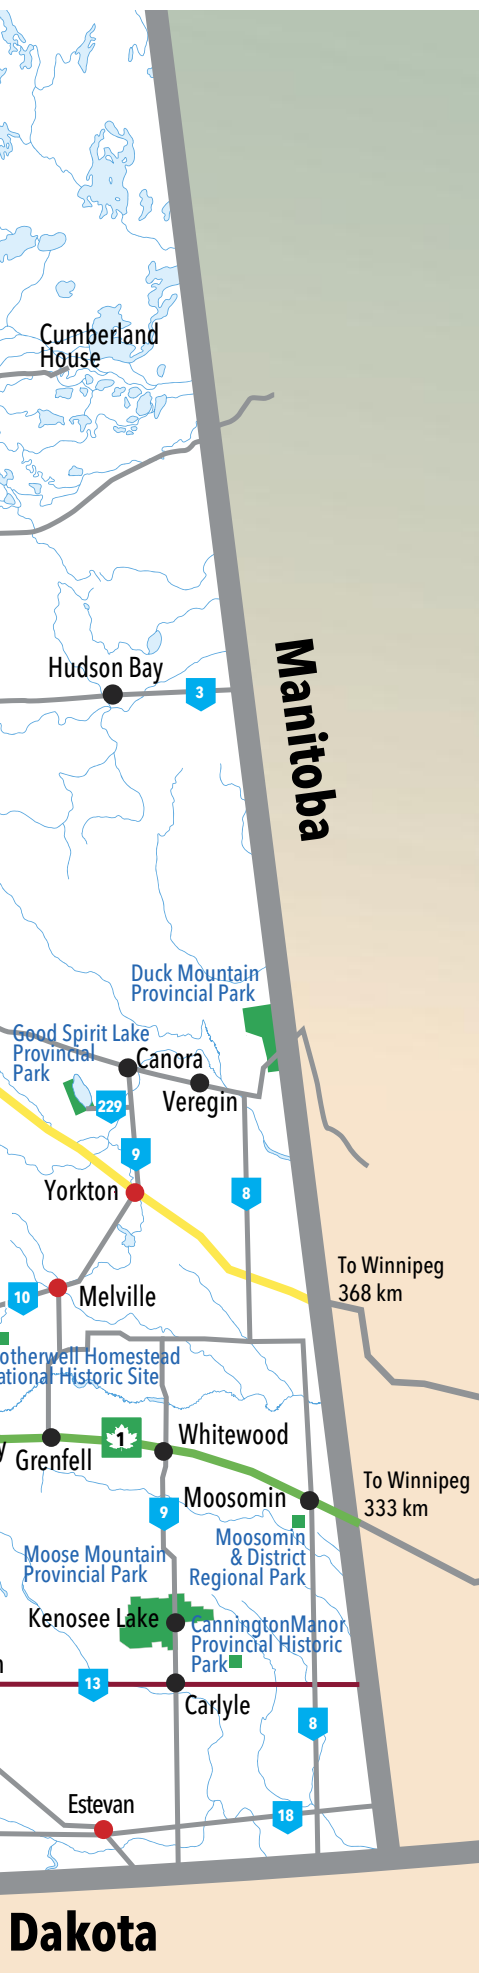 Cumberland
House
Manitoba
Hudson Bay
3
Duck Mountain
Provincial Park
Good Spirit Lake
Provincial
Park
Canora
Veregin
229
9
Yorkton
8
To Winnipeg
368 km
10
Melville
otherwell Homestead
ational Historic Site
y
Grenfell
1
Whitewood
To Winnipeg
333 km
Moosomin
9
Moosomin
& District
Regional Park
Moose Mountain
Provincial Park
Kenosee Lake
CanningtonManor
Provincial Historic
Park
n
13
Carlyle
8
Estevan
18
Dakota